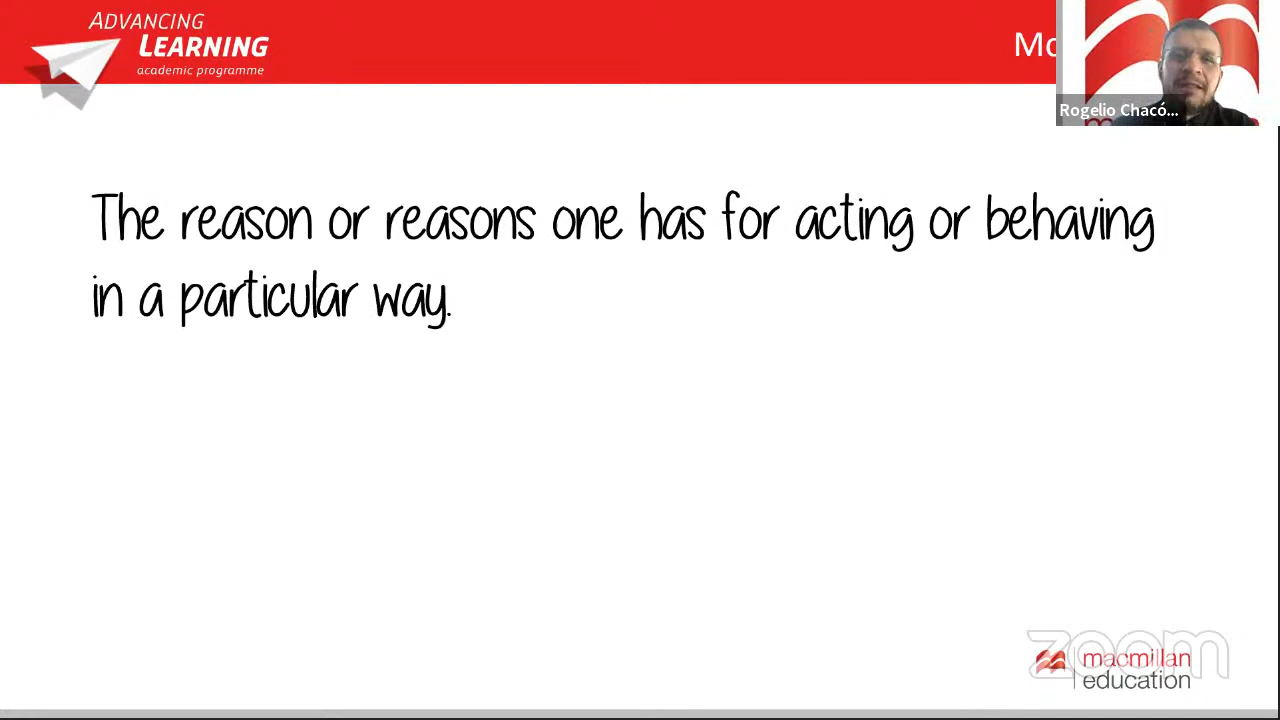 ADVANCING
LEARNING
academic programme
Rogelio Chacó...
The reason or reasons one has for acting or behaving
in a particular way.
zoom
macmillan
education